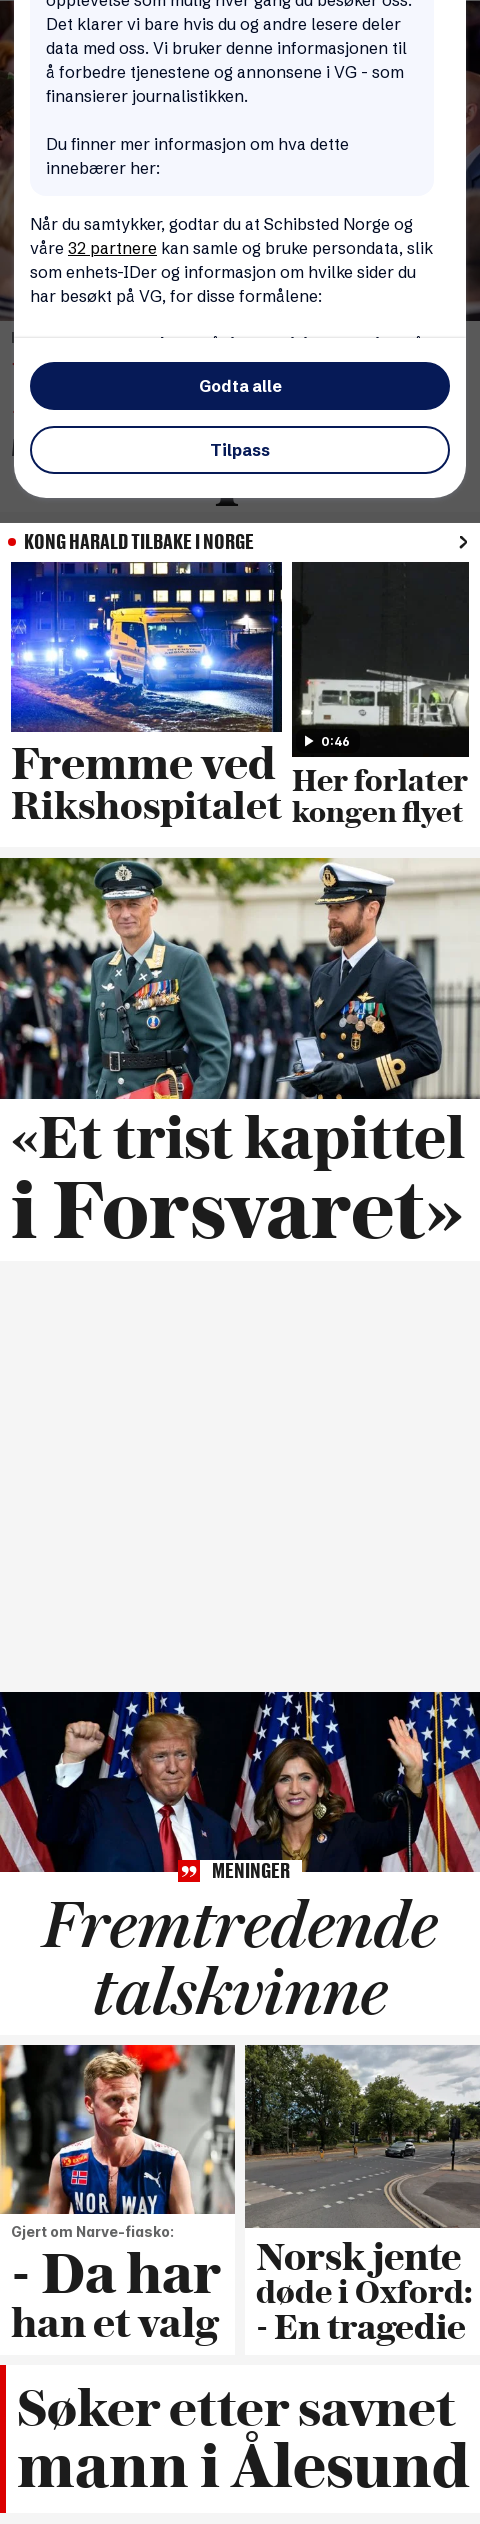 opplevelse som mulig hver gang du besøker oss.
Det klarer vi bare hvis du og andre lesere deler
data med oss. Vi bruker denne informasjonen til
å forbedre tjenestene og annonsene i VG - som
finansierer journalistikken.
Du finner mer informasjon om hva dette
innebærer her:
Når du samtykker, godtar du at Schibsted Norge og
våre 32 partnere kan samle og bruke persondata, slik
som enhets-IDer og informasjon om hvilke sider du
har besøkt på VG, for disse formålene:
Godta alle
Tilpass
KONG HARALD TILBAKE I NORGE
0:46
Fremme ved
Rikshospitalet
Her forlater
kongen flyet
«Et trist kapittel
i Forsvaret»
MENINGER
Fremtredende
talskvinne
NORWAY
Gjert om Narve-fiasko:
- Da har
han et valg
Norsk jente
døde i Oxford:
- En tragedie
Søker etter savnet
mann i Ålesund